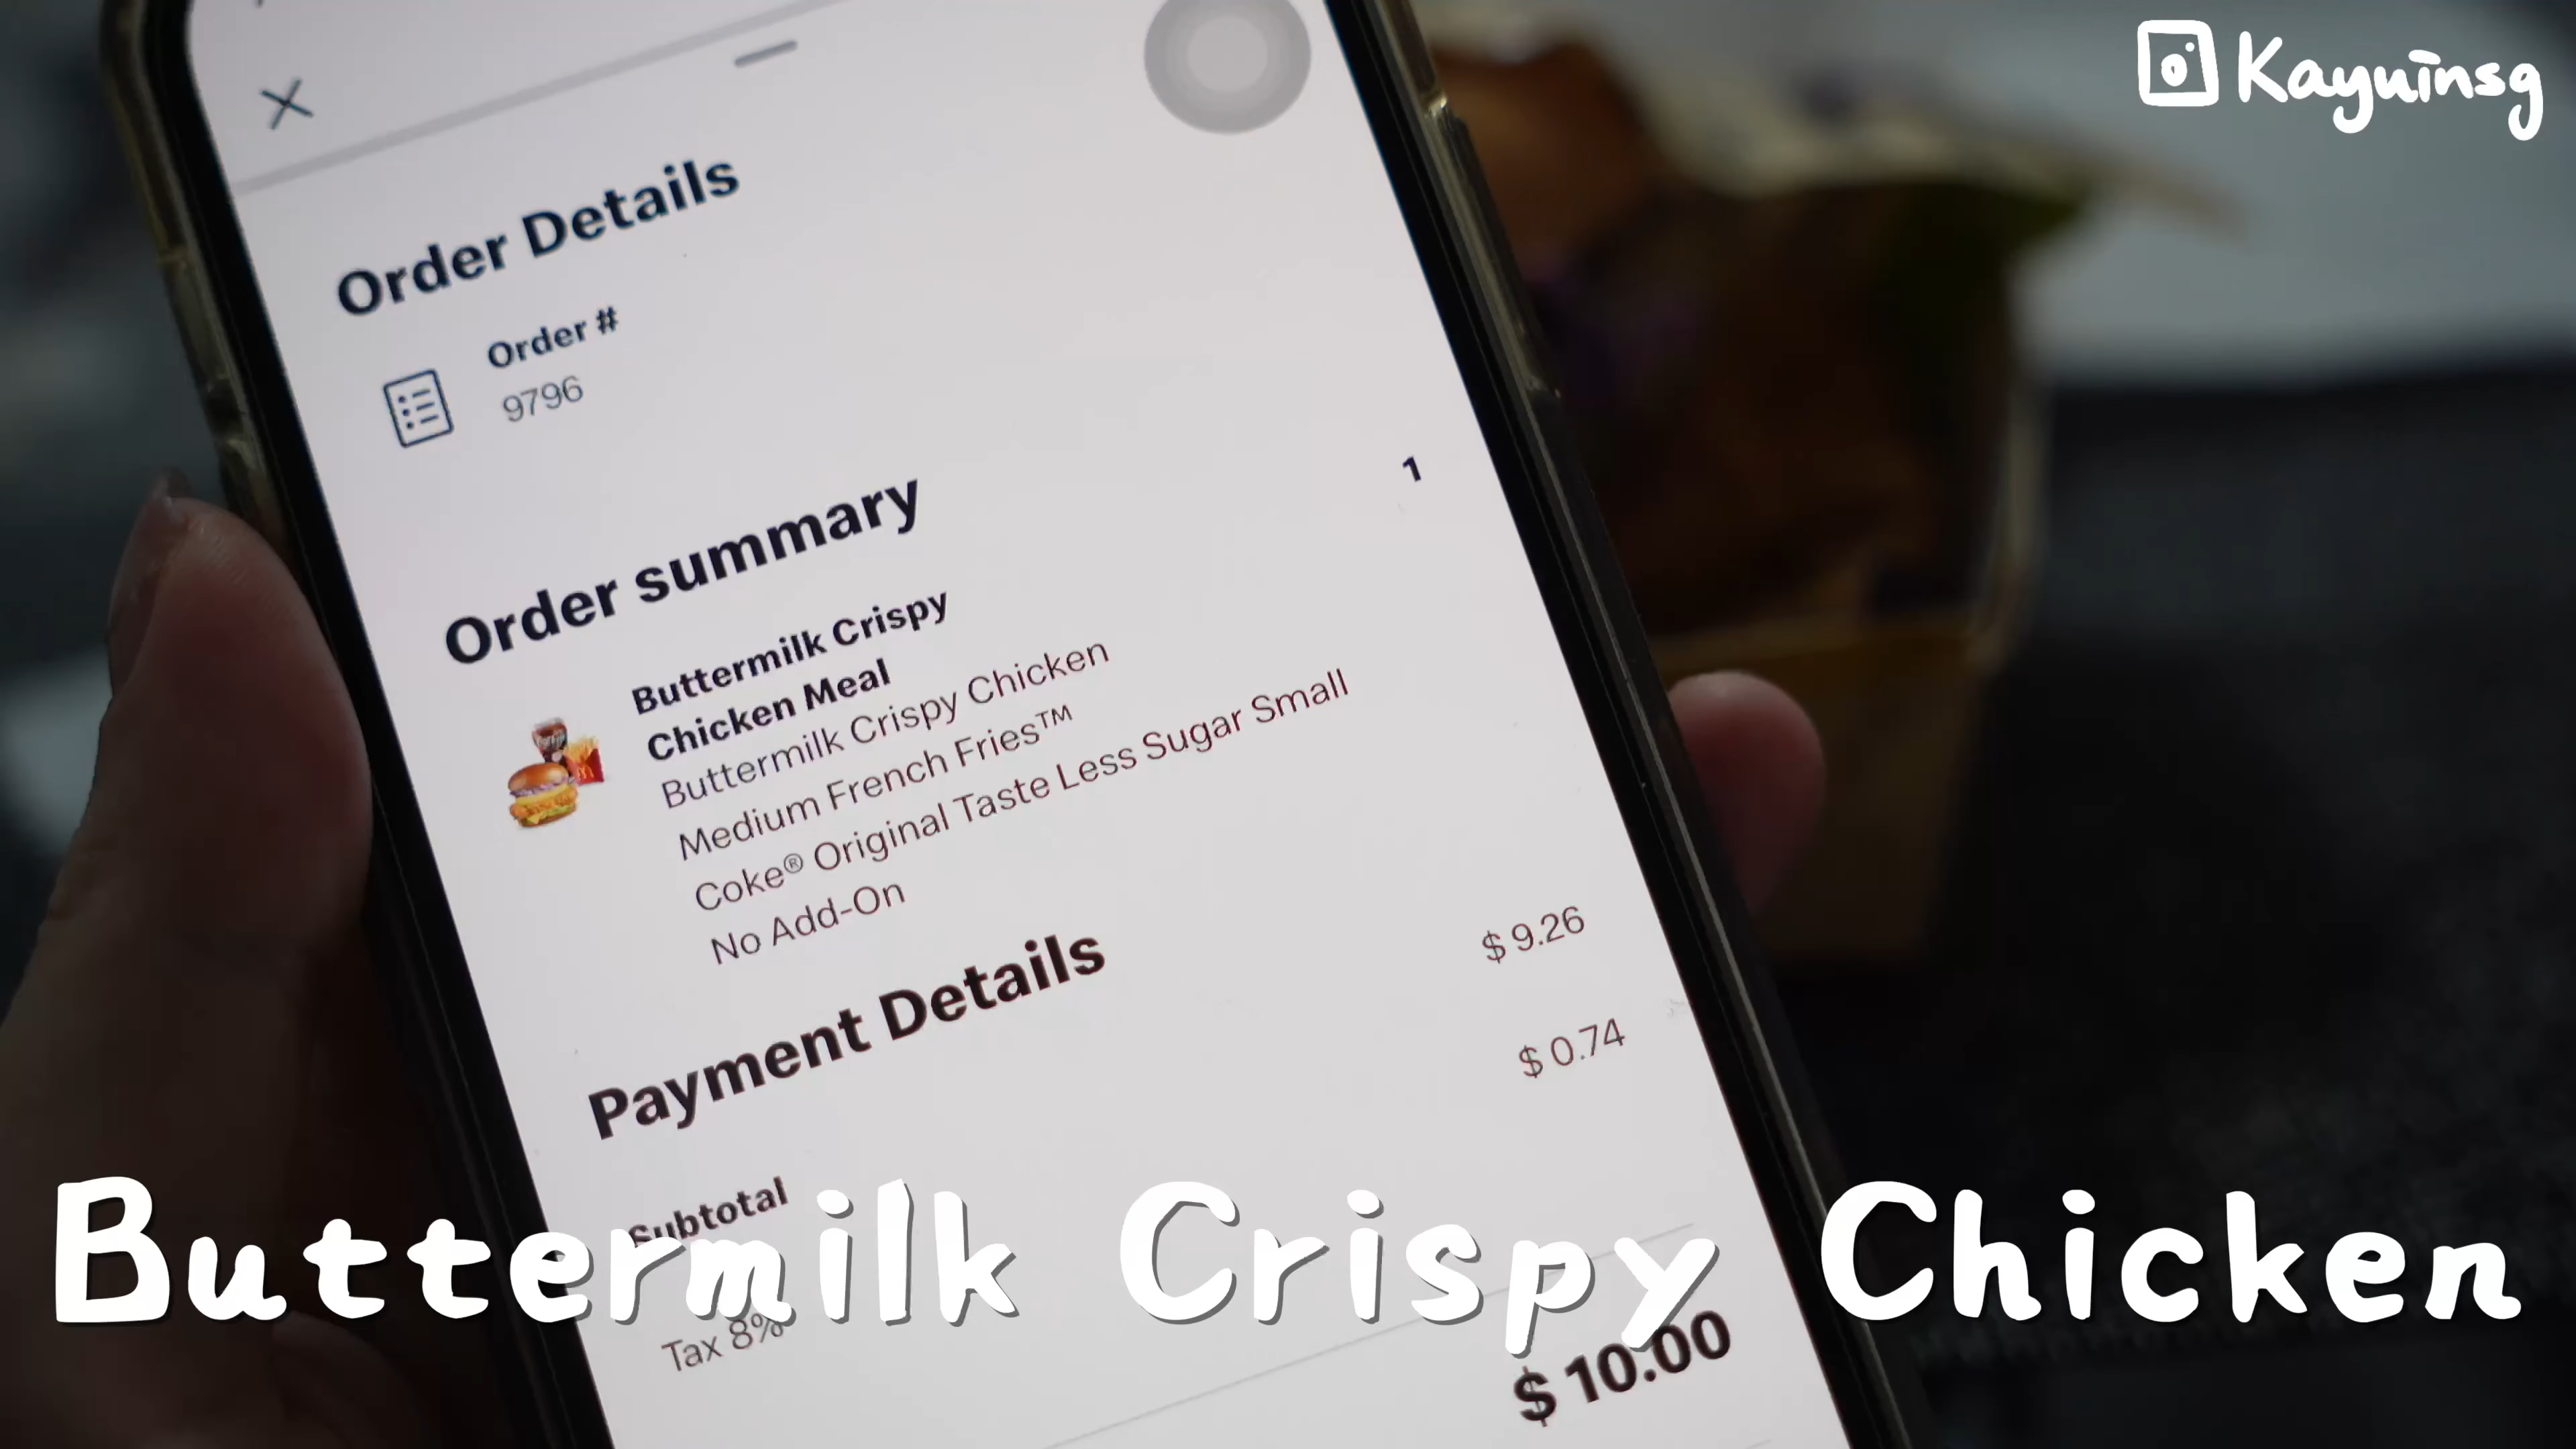 Kayuinsg
Order Details
Order #
9796
Order summary
1
Buttermilk Crispy
Chicken Meal
Buttermilk Crispy Chicken
Medium French Fries™
Coke® Original Taste Less Sugar Small
No Add-On
Payment Details
$ 9.26
$ 0.74
Subtotal
Tax 8%
$ 10.00
Buttermilk Crispy Chicken